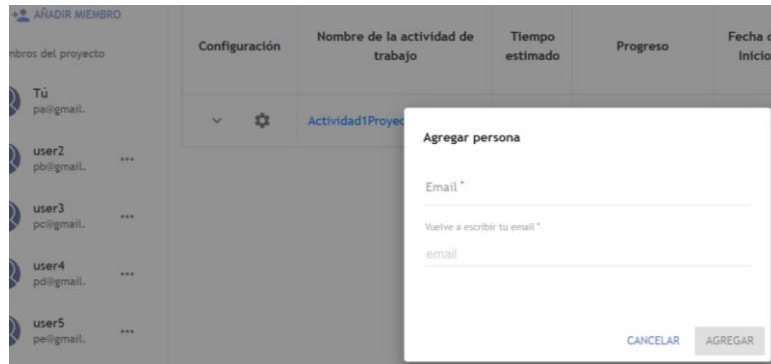 AÑADIR MIEMBRO
mbros del proyecto
Tú
pa@gmail.
user2
pb@gmail.
user3
pc@gmail.
user4
pd@gmail.
user5
pe@gmail.
Configuración
Nombre de la actividad de
trabajo
Tiempo
estimado
Progreso
Fecha d
Inicio
Actividad1Proyec
Agregar persona
Email *
Vuelve a escribir tu email *
email
CANCELAR AGREGAR